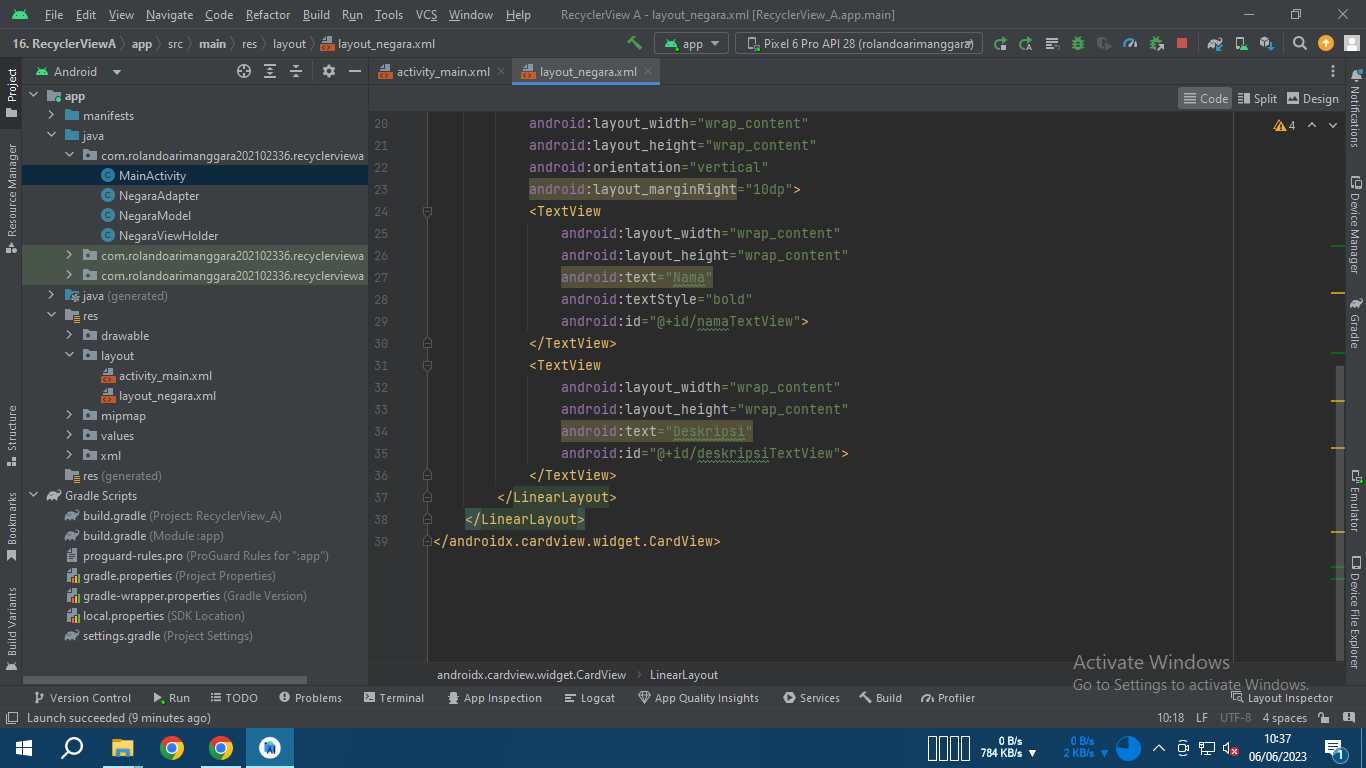 File Edit View Navigate Code Refactor Build Run Tools VCS Window Help RecyclerView A - layout_negara.xml [RecyclerView_A.app.main]
16. RecyclerViewA app src main res layout layout_negara.xml app Pixel 6 Pro API 28 (rolandoarimanggara)
Project
Resource Manager
Structure
Bookmarks
Build Variants
Android
app
manifests
java
com.rolandoarimanggara202102336.recyclerviewa
MainActivity
NegaraAdapter
NegaraModel
NegaraViewHolder
com.rolandoarimanggara202102336.recyclerviewa
com.rolandoarimanggara202102336.recyclerviewa
java (generated)
res
drawable
layout
activity_main.xml
layout_negara.xml
mipmap
values
xml
res (generated)
Gradle Scripts
build.gradle (Project: RecyclerView_A)
build.gradle (Module :app)
proguard-rules.pro (ProGuard Rules for ":app")
gradle.properties (Project Properties)
gradle-wrapper.properties (Gradle Version)
local.properties (SDK Location)
settings.gradle (Project Settings)
activity_main.xml layout_negara.xml
Code Split Design
4
20 android:layout_width="wrap_content"
21 android:layout_height="wrap_content"
22 android:orientation="vertical"
23 android:layout_marginRight="10dp">
24 <TextView
25 android:layout_width="wrap_content"
26 android:layout_height="wrap_content"
27 android:text="Nama"
28 android:textStyle="bold"
29 android:id="@+id/namaTextView">
30 </TextView>
31 <TextView
32 android:layout_width="wrap_content"
33 android:layout_height="wrap_content"
34 android:text="Deskripsi"
35 android:id="@+id/deskripsiTextView">
36 </TextView>
37 </LinearLayout>
38 </LinearLayout>
39 </androidx.cardview.widget.CardView>
androidx.cardview.widget.CardView LinearLayout
Notifications
Device Manager
Gradle
Emulator
Device File Explorer
Activate Windows
Go to Settings to activate Windows.
Version Control Run TODO Problems Terminal App Inspection Logcat App Quality Insights Services Build Profiler Layout Inspector
Launch succeeded (9 minutes ago) 10:18 LF UTF-8 4 spaces
0 B/s
784 KB/s
0 B/s
2 KB/s
10:37
06/06/2023
1